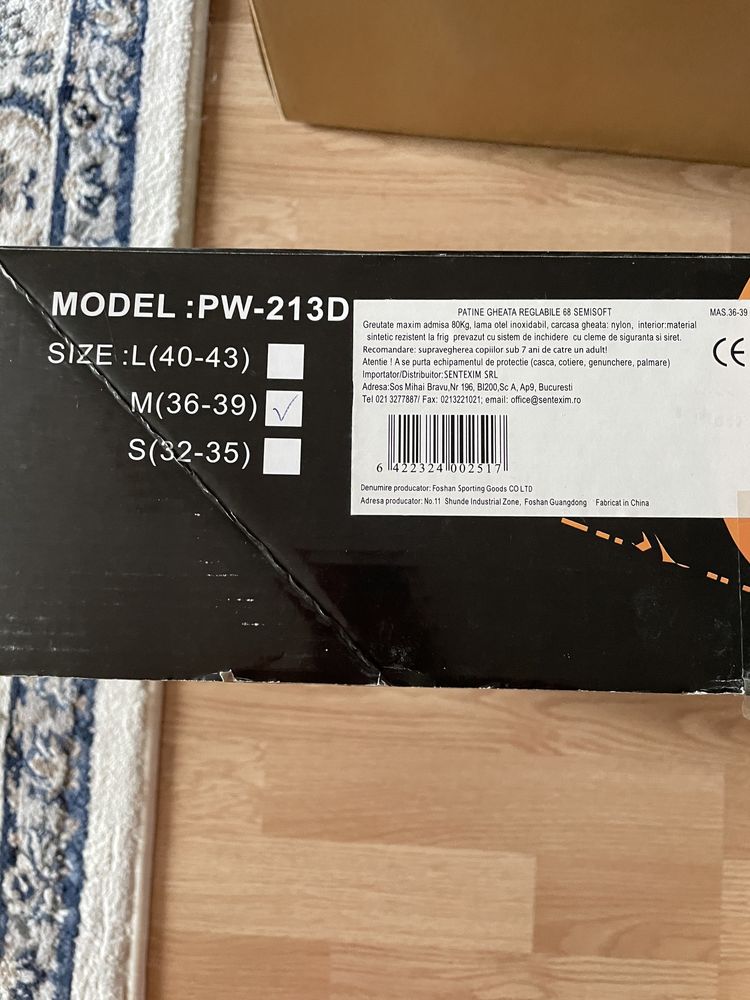 MODEL :PW-213D
SIZE :L(40-43)
M(36-39)
S(32-35)
PATINE GHEATA REGLABILE 68 SEMISOFT
MAS.36-39
Greutate maxim admisa 80Kg, lama otel inoxidabil, carcasa gheata: nylon, interior:material
sintetic rezistent la frig prevazut cu sistem de inchidere cu cleme de siguranta si siret.
Recomandare: supravegherea copiilor sub 7 ani de catre un adult!
Atentie ! A se purta echipamentul de protectie (casca, cotiere, genunchere, palmare)
Importator/Distribuitor:SENTEXIM SRL
Adresa:Sos Mihai Bravu,Nr 196, Bl200,Sc A, Ap9, Bucuresti
Tel 021 3277887/ Fax: 0213221021; email: office@sentexim.ro
CE
6 422324 002517
Denumire producator: Foshan Sporting Goods CO LTD
Adresa producator: No.11 Shunde Industrial Zone, Foshan Guangdong Fabricat in China